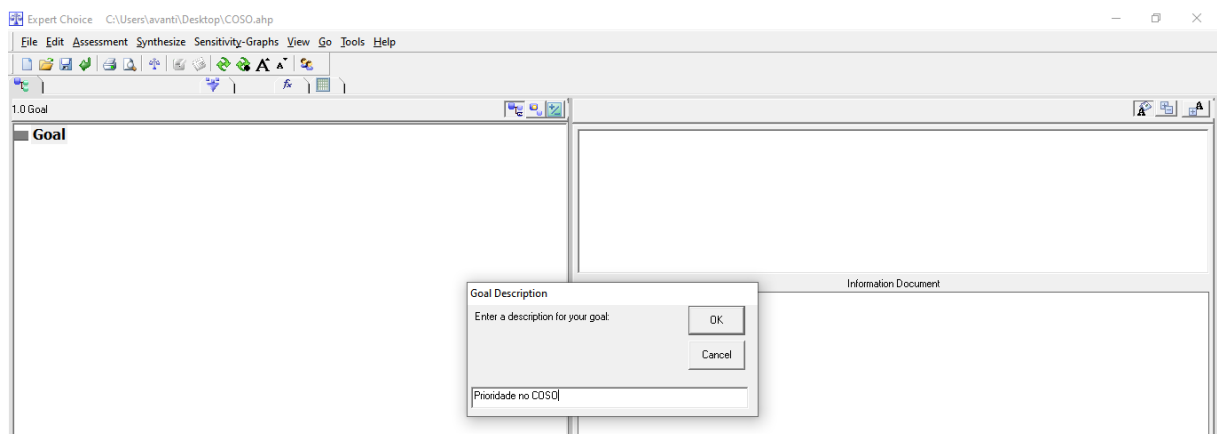 Expert Choice C:\Users\avanti\Desktop\COSO.ahp
File Edit Assessment Synthesize Sensitivity-Graphs View Go Tools Help
1.0 Goal
Goal
Information Document
Goal Description
Enter a description for your goal:
OK
Cancel
Prioridade no COSO